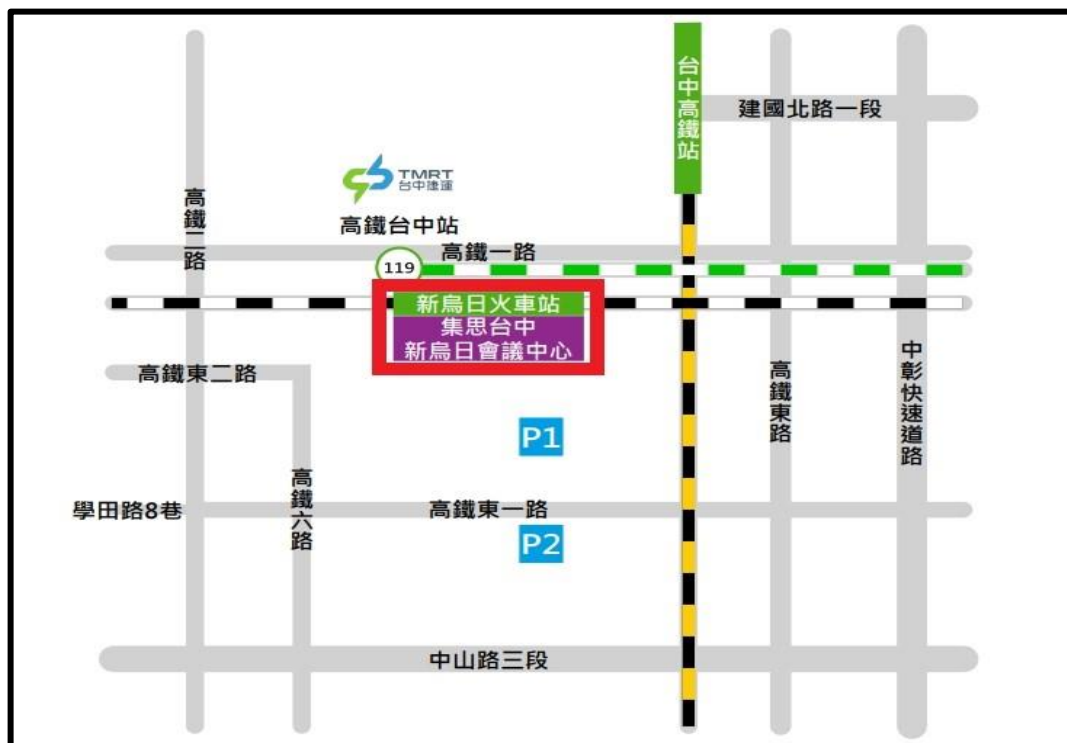 台中高鐵站
建國北路一段
TMRT
台中捷運
高鐵台中站
高鐵二路
高鐵一路
119
新烏日火車站
集思台中
新烏日會議中心
高鐵東二路
高鐵東路
中彰快速道路
P1
高鐵六路
學田路8巷
高鐵東一路
P2
中山路三段